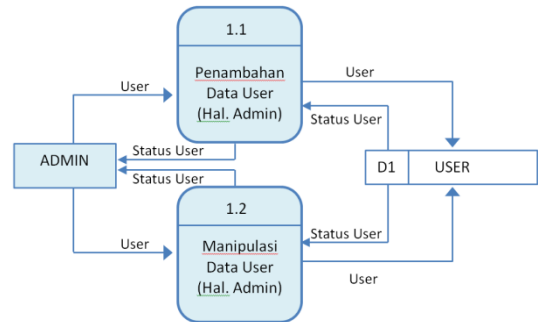 1.1
Penambahan
Data User
(Hal. Admin)
User
User
Status User
Status User
ADMIN
D1 USER
Status User
1.2
Manipulasi
Data User
(Hal. Admin)
User
Status User
User